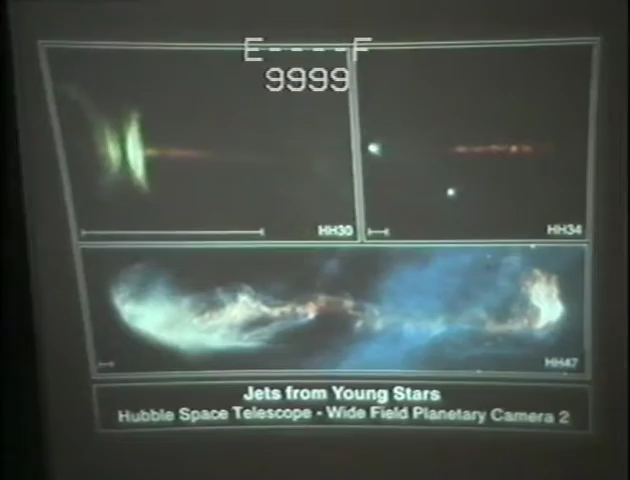 E-----F
9999
HH30
HH34
HH47
Jets from Young Stars
Hubble Space Telescope - Wide Field Planetary Camera 2